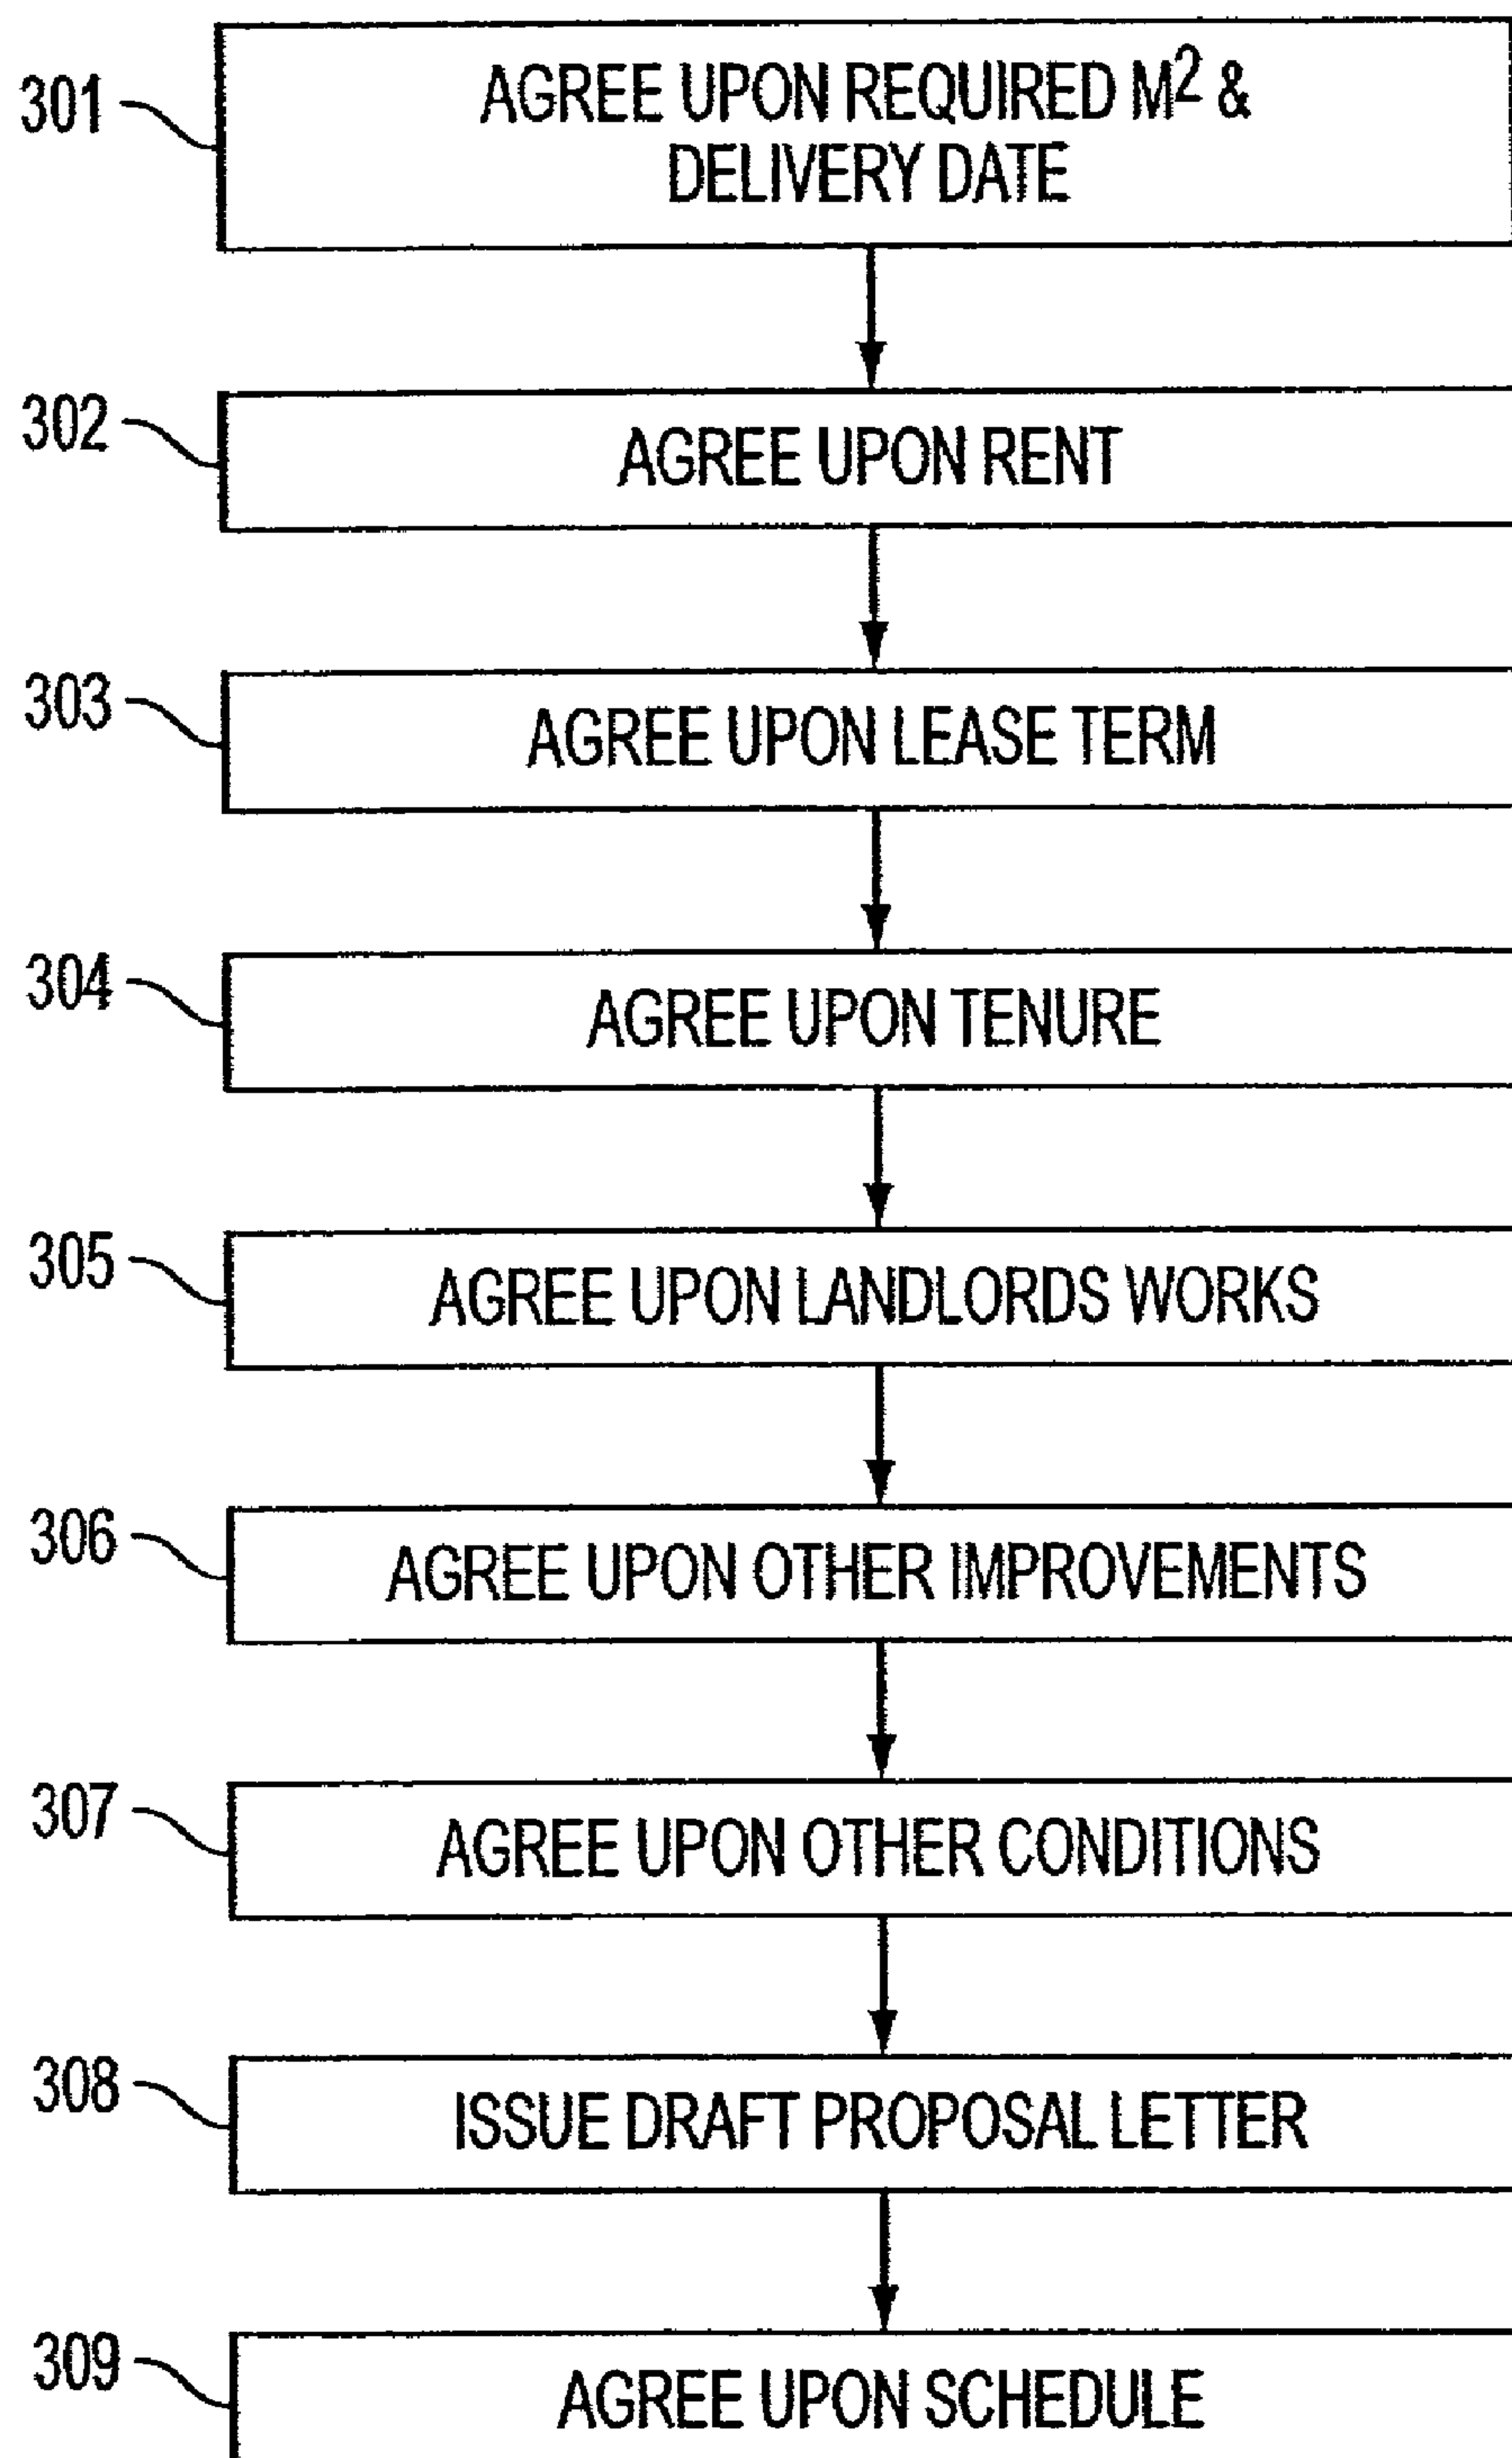 301
AGREE UPON REQUIRED M² &
DELIVERY DATE
302
AGREE UPON RENT
303
AGREE UPON LEASE TERM
304
AGREE UPON TENURE
305
AGREE UPON LANDLORDS WORKS
306
AGREE UPON OTHER IMPROVEMENTS
307
AGREE UPON OTHER CONDITIONS
308
ISSUE DRAFT PROPOSAL LETTER
309
AGREE UPON SCHEDULE